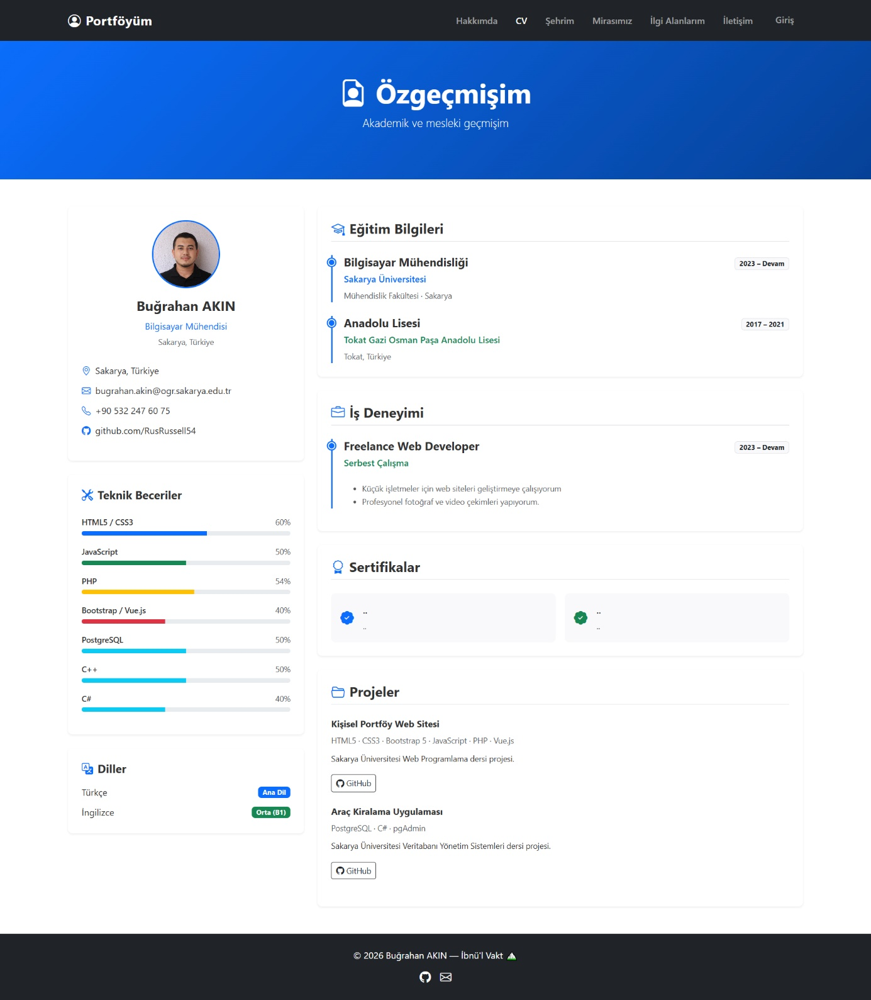 Portföyüm
Hakkımda CV Şehrim Mirasımız İlgi Alanlarım İletişim Giriş
Özgeçmişim
Akademik ve mesleki geçmişim
Buğrahan AKIN
Bilgisayar Mühendisi
Sakarya, Türkiye
Sakarya, Türkiye
bugrahan.akin@ogr.sakarya.edu.tr
+90 532 247 60 75
github.com/RusRussell54
Teknik Beceriler
HTML5 / CSS3 60%
JavaScript 50%
PHP 54%
Bootstrap / Vue.js 40%
PostgreSQL 50%
C++ 50%
C# 40%
Diller
Türkçe Ana Dil
İngilizce Orta (B1)
Eğitim Bilgileri
Bilgisayar Mühendisliği 2023 – Devam
Sakarya Üniversitesi
Mühendislik Fakültesi · Sakarya
Anadolu Lisesi 2017 – 2021
Tokat Gazi Osman Paşa Anadolu Lisesi
Tokat, Türkiye
İş Deneyimi
Freelance Web Developer 2023 – Devam
Serbest Çalışma
• Küçük işletmeler için web siteleri geliştirmeye çalışıyorum
• Profesyonel fotoğraf ve video çekimleri yapıyorum.
Sertifikalar
.. ..
.. ..
Projeler
Kişisel Portföy Web Sitesi
HTML5 · CSS3 · Bootstrap 5 · JavaScript · PHP · Vue.js
Sakarya Üniversitesi Web Programlama dersi projesi.
GitHub
Araç Kiralama Uygulaması
PostgreSQL · C# · pgAdmin
Sakarya Üniversitesi Veritabanı Yönetim Sistemleri dersi projesi.
GitHub
© 2026 Buğrahan AKIN — İbnü'l Vakt